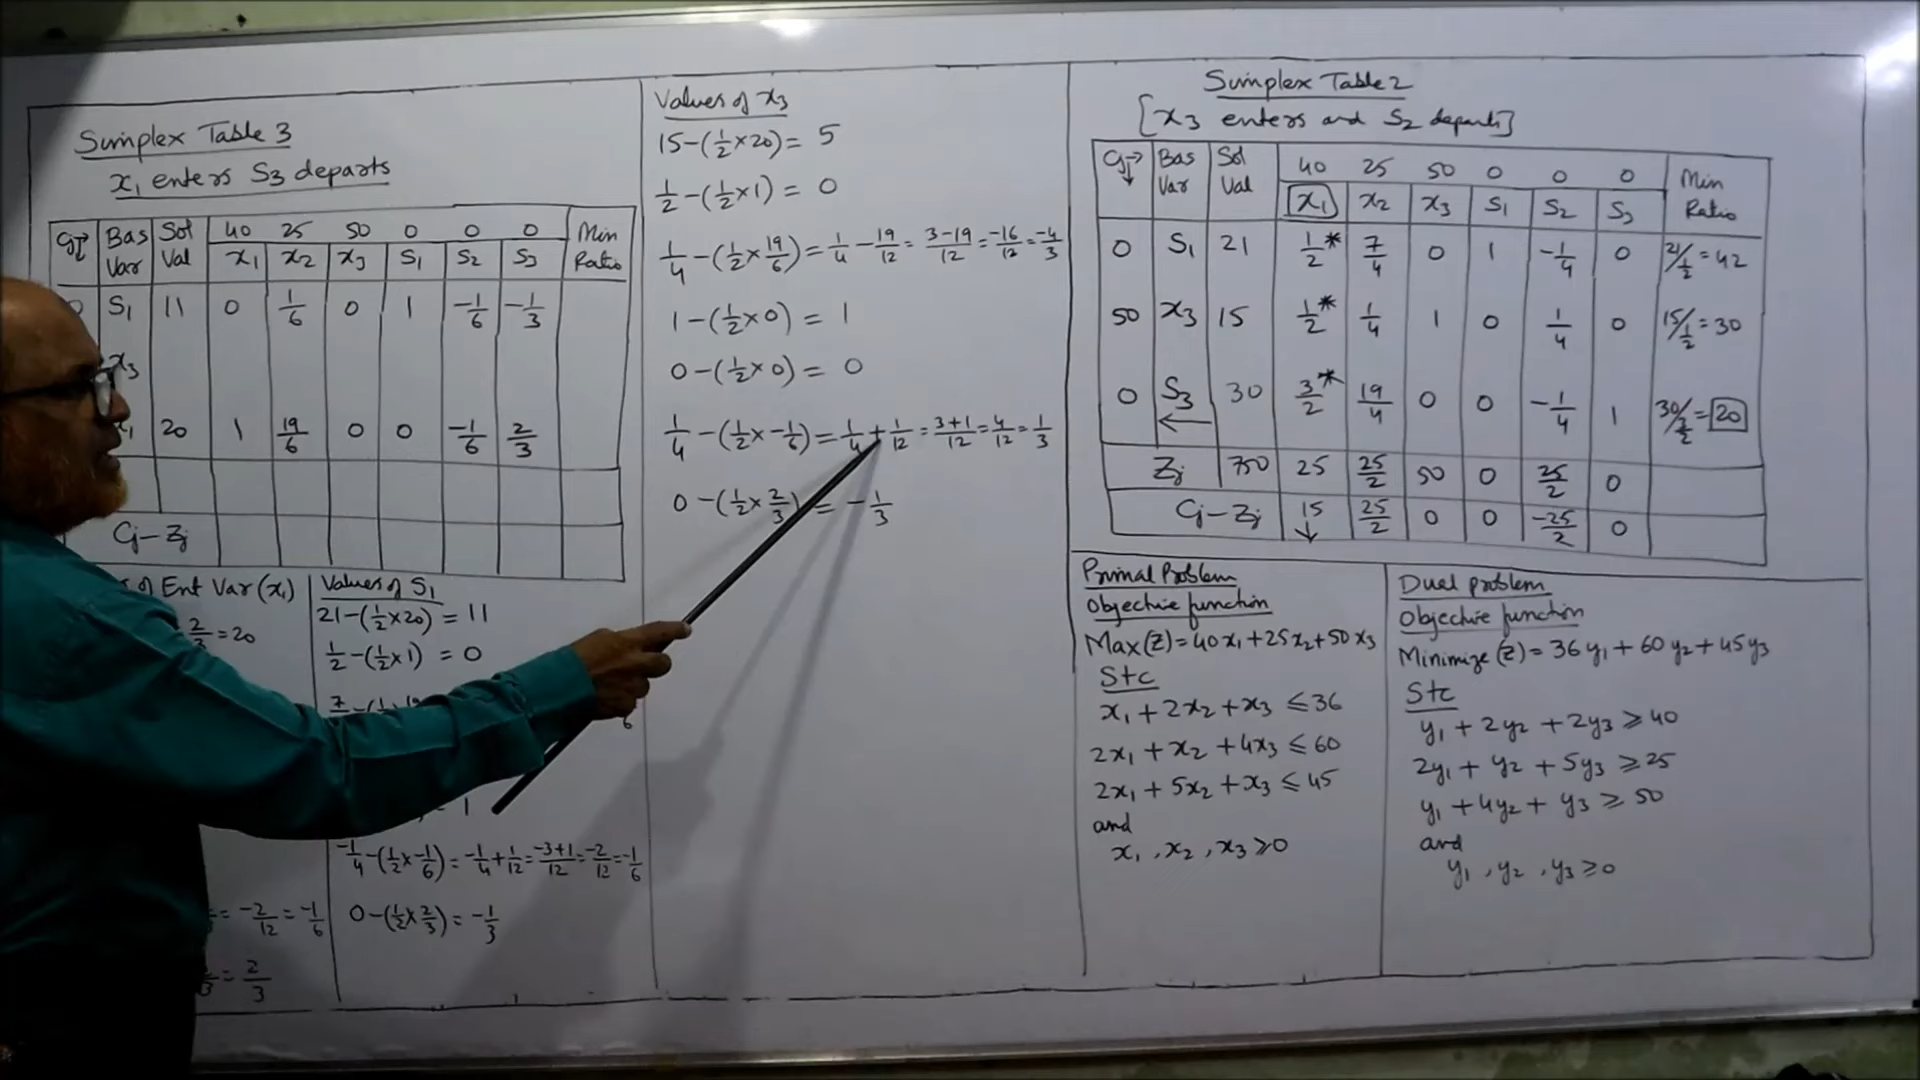 Simplex Table 3
x₁ enters S₃ departs
Cj→↓ Bas Var Sol Val 40 25 50 0 0 0 Min Ratio
x₁ x₂ x₃ S₁ S₂ S₃
S₁ 11 0 1/6 0 1 -1/6 -1/3
x₃
20 1 19/6 0 0 -1/6 2/3
Cj-Zj
of Ent Var (x₁)
2/3 = 20
= -2/12 = -1/6
= 2/3
Values of S₁
21-(1/2×20) = 11
1/2-(1/2×1) = 0
= 1
-1/4-(1/2×-1/6) = -1/4+1/12 = -3+1/12 = -2/12 = -1/6
0-(1/2×2/3) = -1/3
Values of x₃
15-(1/2×20) = 5
1/2-(1/2×1) = 0
1/4-(1/2×19/6) = 1/4-19/12 = 3-19/12 = -16/12 = -4/3
1-(1/2×0) = 1
0-(1/2×0) = 0
1/4-(1/2×-1/6) = 1/4+1/12 = 3+1/12 = 4/12 = 1/3
0-(1/2×2/3) = -1/3
Simplex Table 2
[x₃ enters and S₂ departs]
Cj→↓ Bas Var Sol Val 40 25 50 0 0 0 Min Ratio
x₁ x₂ x₃ S₁ S₂ S₃
0 S₁ 21 1/2* 7/4 0 1 -1/4 0 21/1/2 = 42
50 x₃ 15 1/2* 1/4 1 0 1/4 0 15/1/2 = 30
0 S₃ ← 30 3/2* 19/4 0 0 -1/4 1 30/3/2 = 20
Zj 750 25 25/2 50 0 25/2 0
Cj-Zj 15 ↓ 25/2 0 0 -25/2 0
Primal Problem
Objective function
Max(Z) = 40x₁+25x₂+50x₃
Stc
x₁+2x₂+x₃ ≤ 36
2x₁+x₂+4x₃ ≤ 60
2x₁+5x₂+x₃ ≤ 45
and
x₁, x₂, x₃ ≥ 0
Dual problem
Objective function
Minimize (Z) = 36y₁+60y₂+45y₃
Stc
y₁+2y₂+2y₃ ≥ 40
2y₁+y₂+5y₃ ≥ 25
y₁+4y₂+y₃ ≥ 50
and
y₁, y₂, y₃ ≥ 0